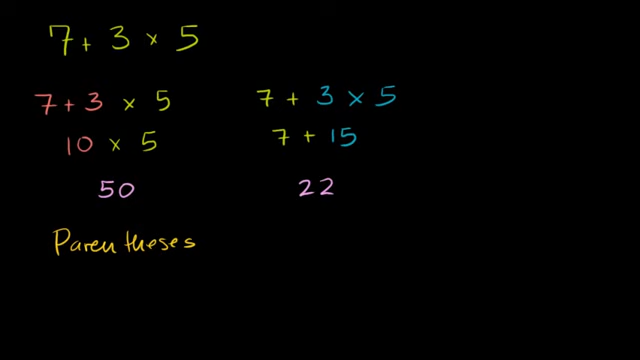 7 + 3 × 5
7 + 3 × 5
10 × 5
50
7 + 3 × 5
7 + 15
22
Parentheses